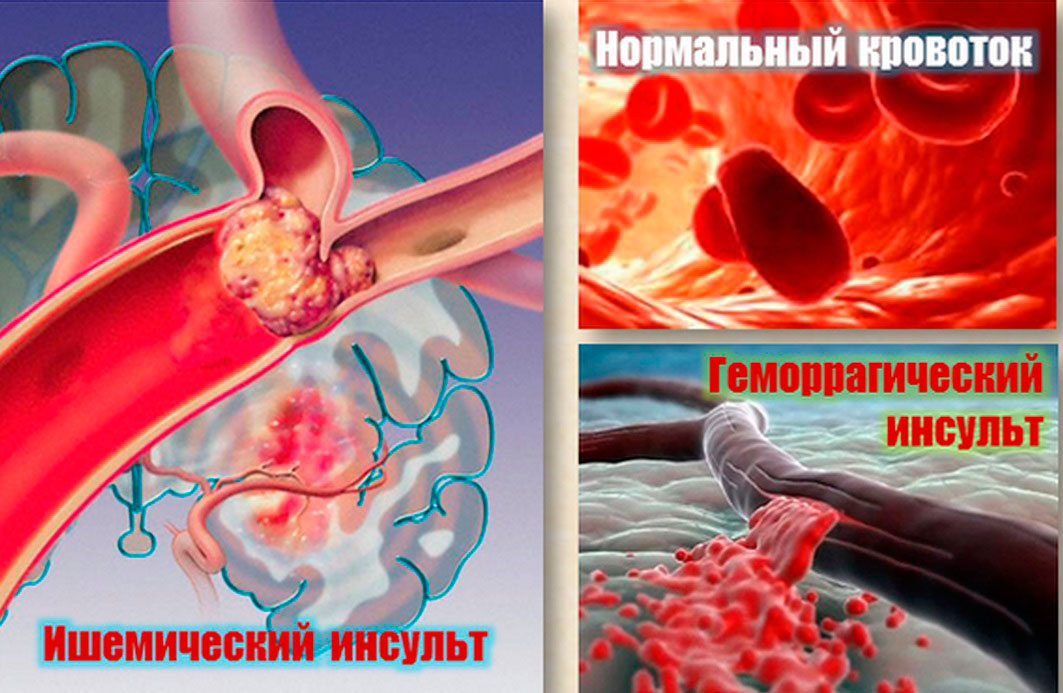 Нормальный кровоток
Геморрагический
инсульт
Ишемический инсульт